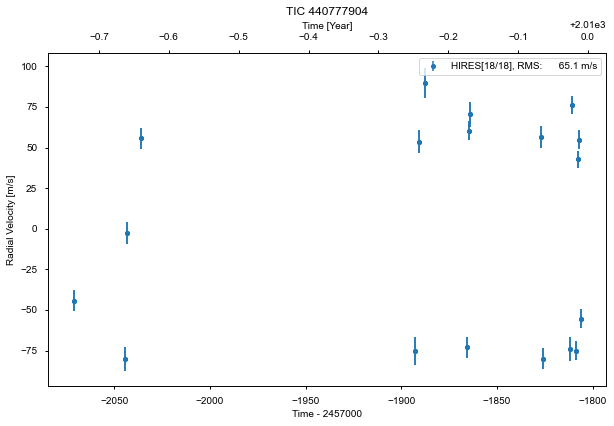 TIC 440777904
Time [Year]
+2.01e3
−0.7 −0.6 −0.5 −0.4 −0.3 −0.2 −0.1 0.0
HIRES[18/18], RMS: 65.1 m/s
100
75
50
25
0
−25
−50
−75
Radial Velocity [m/s]
−2050 −2000 −1950 −1900 −1850 −1800
Time - 2457000